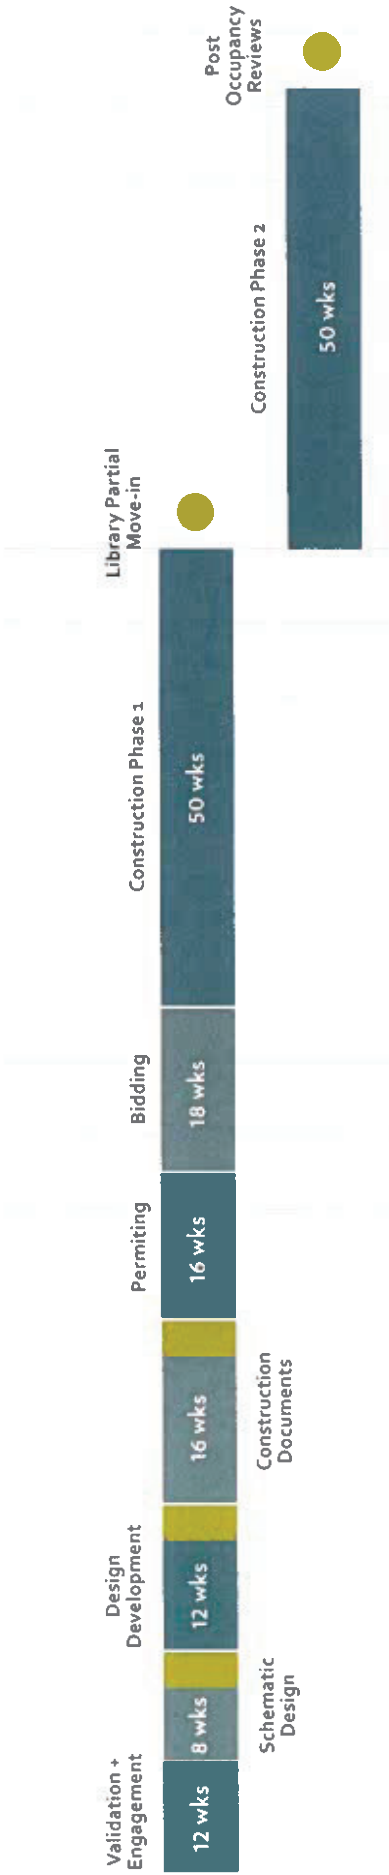 Validation +
Engagement
12 wks
8 wks
Schematic
Design
Design
Development
12 wks
16 wks
Construction
Documents
Permiting
16 wks
Bidding
18 wks
Construction Phase 1
50 wks
Library Partial
Move-in
Construction Phase 2
50 wks
Post
Occupancy
Reviews